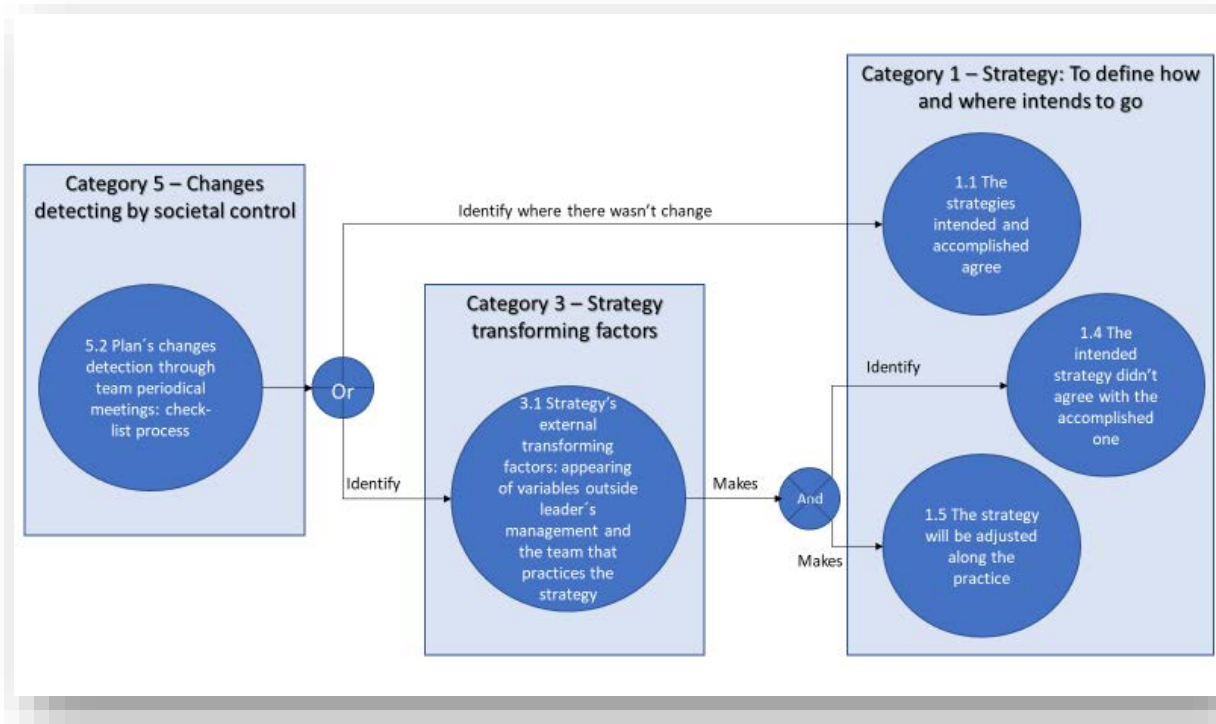 Category 5 – Changes
detecting by societal control
5.2 Plan´s changes
detection through
team periodical
meetings: check-
list process
Or
Identify where there wasn't change
Identify
Category 3 – Strategy
transforming factors
3.1 Strategy's
external
transforming
factors: appearing
of variables outside
leader´s
management and
the team that
practices the
strategy
Makes
And
Identify
Makes
Category 1 – Strategy: To define how
and where intends to go
1.1 The
strategies
intended and
accomplished
agree
1.4 The
intended
strategy didn't
agree with the
accomplished
one
1.5 The strategy
will be adjusted
along the
practice